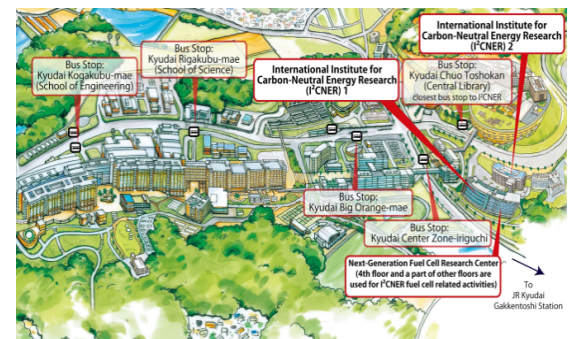 International Institute for
Carbon-Neutral Energy Research
(I²CNER) 2
Bus Stop:
Kyudai Rigakubu-mae
(School of Science)
Bus Stop:
Kyudai Kogakubu-mae
(School of Engineering)
International Institute for
Carbon-Neutral Energy Research
(I²CNER) 1
Bus Stop:
Kyudai Chuo Toshokan
(Central Library)
closest bus stop to I²CNER
Bus Stop:
Kyudai Big Orange-mae
Bus Stop:
Kyudai Center Zone-iriguchi
Next-Generation Fuel Cell Research Center
(4th floor and a part of other floors are
used for I²CNER fuel cell related activities)
To
JR Kyudai
Gakkentoshi Station